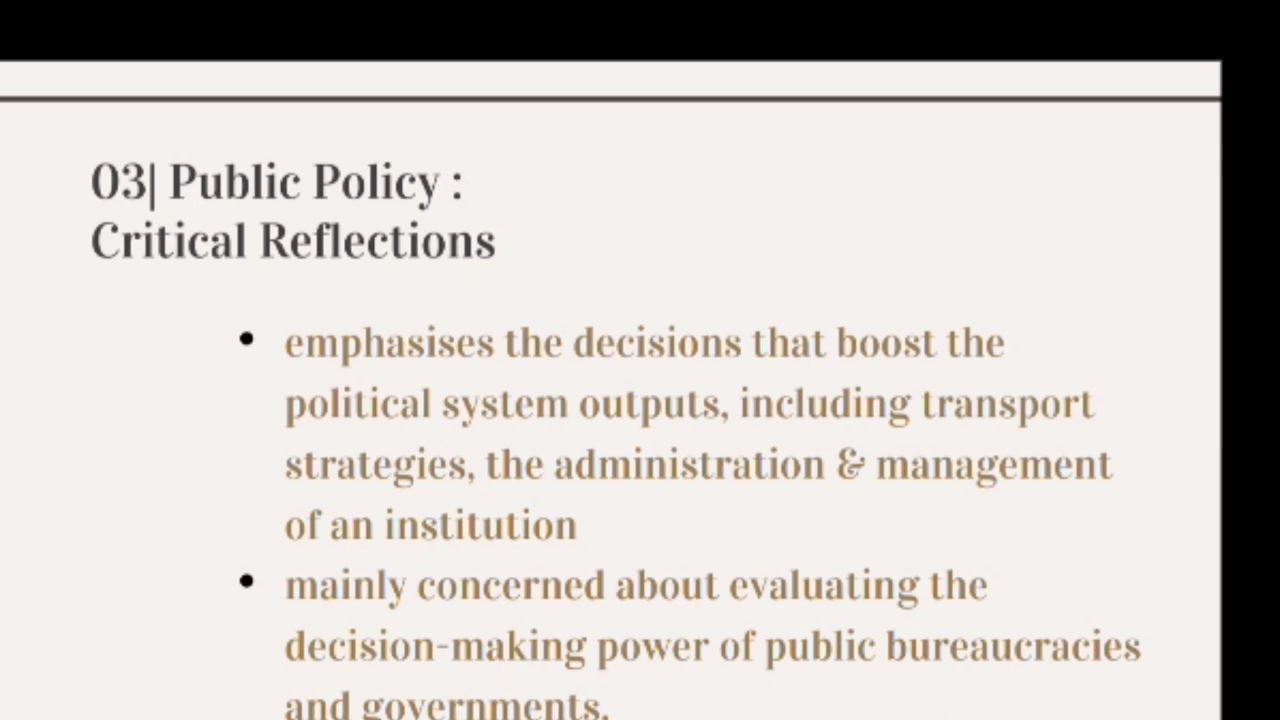 03| Public Policy :
Critical Reflections
• emphasises the decisions that boost the
political system outputs, including transport
strategies, the administration & management
of an institution
• mainly concerned about evaluating the
decision-making power of public bureaucracies
and governments.